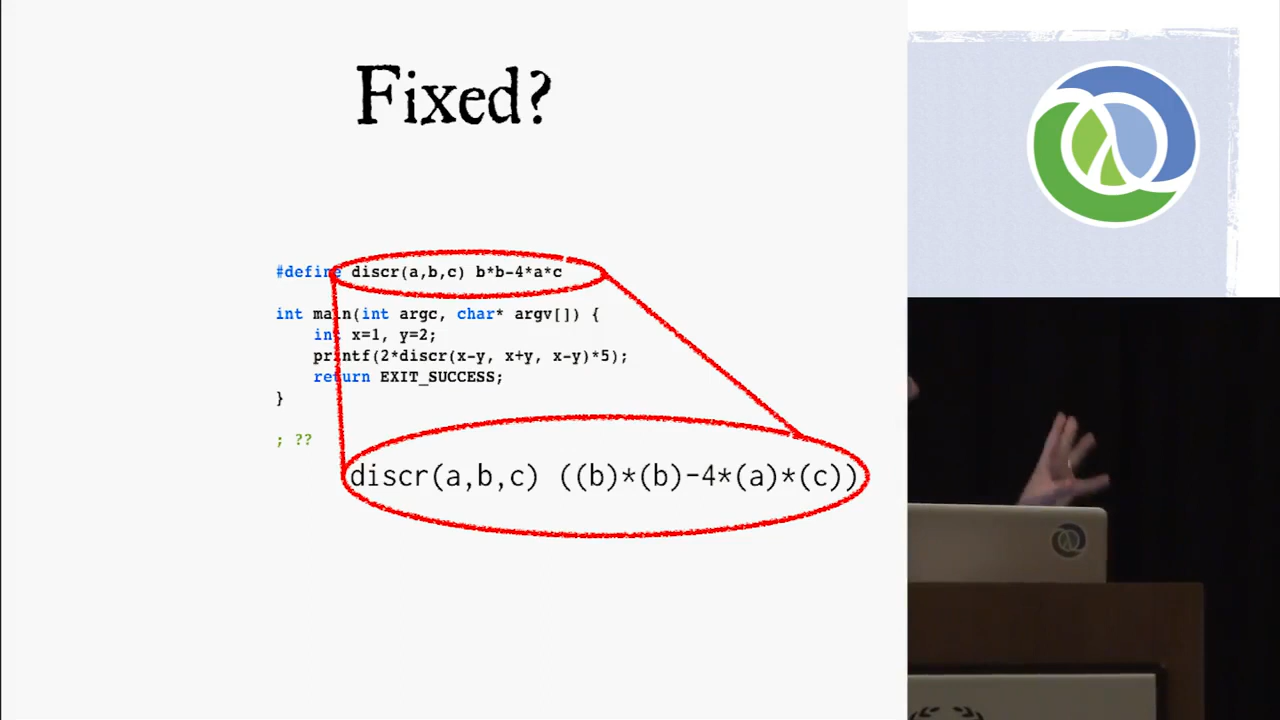 Fixed?
#define discr(a,b,c) b*b-4*a*c
int main(int argc, char* argv[]) {
int x=1, y=2;
printf(2*discr(x-y, x+y, x-y)*5);
return EXIT_SUCCESS;
}
; ??
discr(a,b,c) ((b)*(b)-4*(a)*(c))